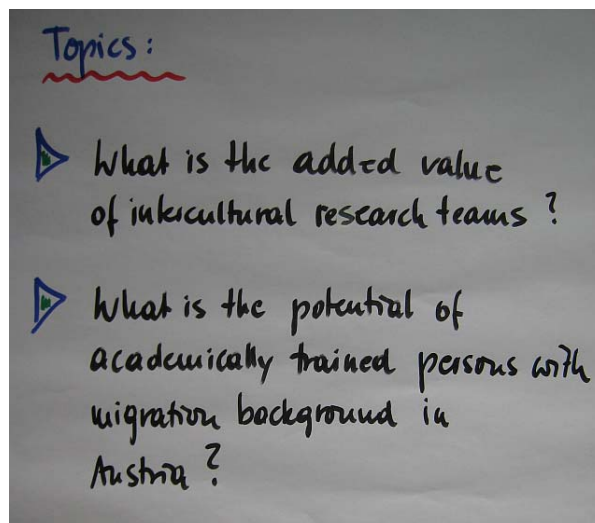 Topics:
What is the added value
of intercultural research teams?
What is the potential of
academically trained persons with
migration background in
Austria?